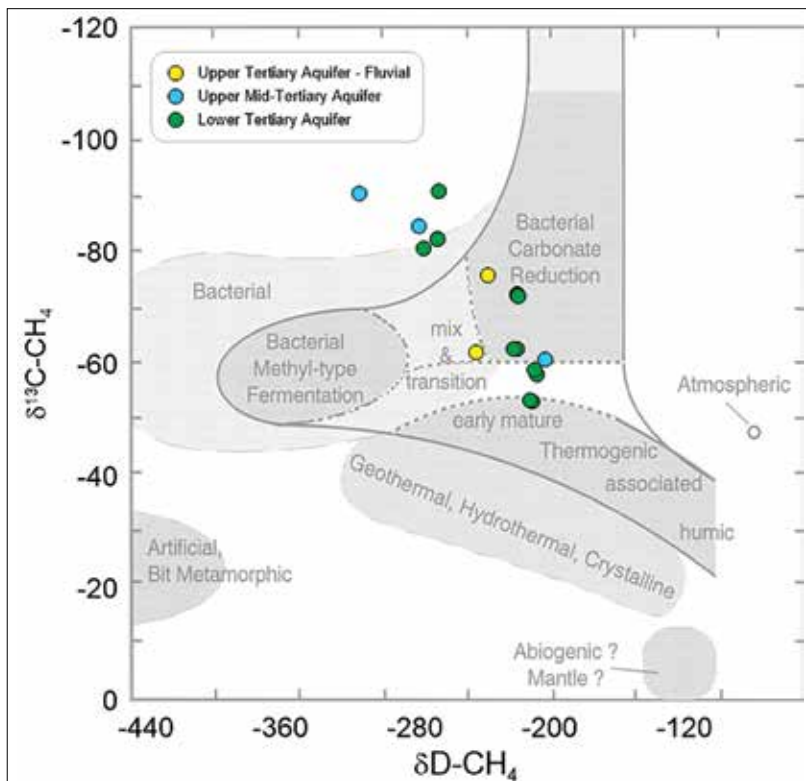 -120
-100
-80
-60
-40
-20
0
δ¹³C-CH₄
Upper Tertiary Aquifer - Fluvial
Upper Mid-Tertiary Aquifer
Lower Tertiary Aquifer
Bacterial
Carbonate
Reduction
Bacterial
mix
&
transition
Bacterial
Methyl-type
Fermentation
Atmospheric
early mature
Thermogenic
associated
humic
Geothermal, Hydrothermal, Crystalline
Artificial,
Bit Metamorphic
Abiogenic ?
Mantle ?
-440
-360
-280
-200
-120
δD-CH₄